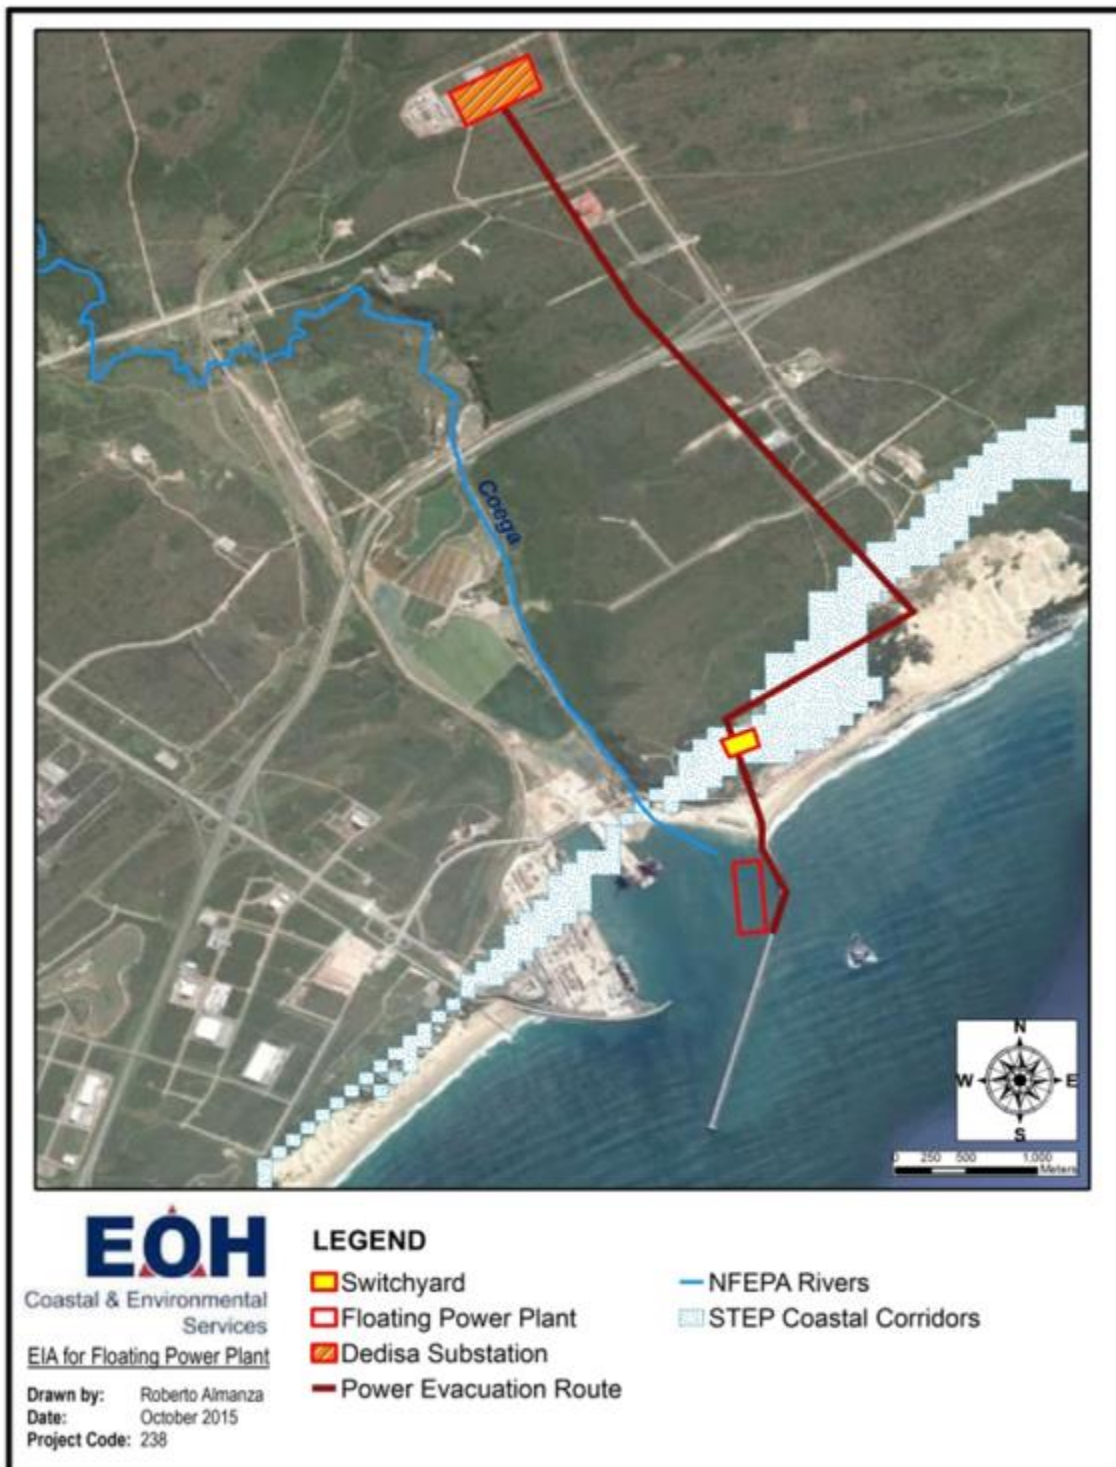 Coega
N
W E
S
0 250 500 1,000
Meters
EOH
Coastal & Environmental
Services
EIA for Floating Power Plant
Drawn by: Roberto Almanza
Date: October 2015
Project Code: 238
LEGEND
Switchyard
Floating Power Plant
Dedisa Substation
Power Evacuation Route
NFEPA Rivers
STEP Coastal Corridors